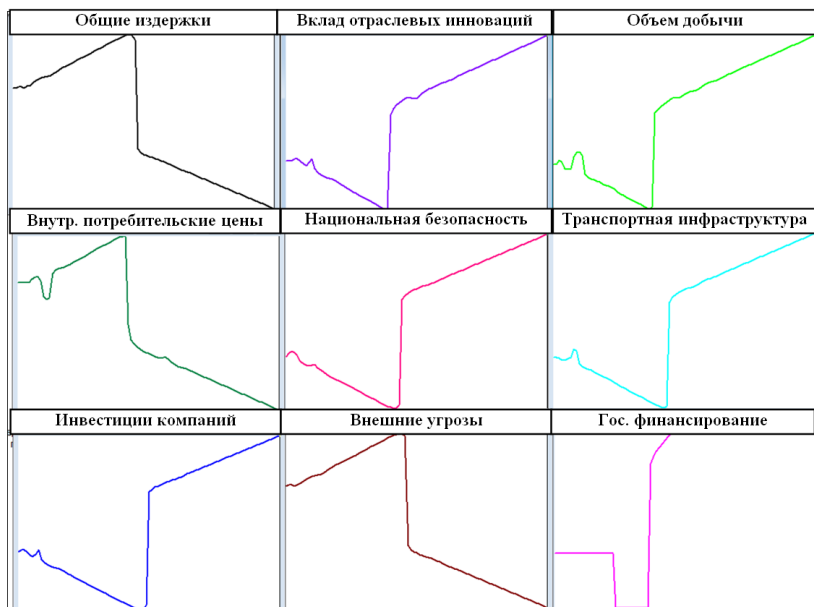 Общие издержки
Вклад отраслевых инноваций
Объем добычи
Внутр. потребительские цены
Национальная безопасность
Транспортная инфраструктура
Инвестиции компаний
Внешние угрозы
Гос. финансирование